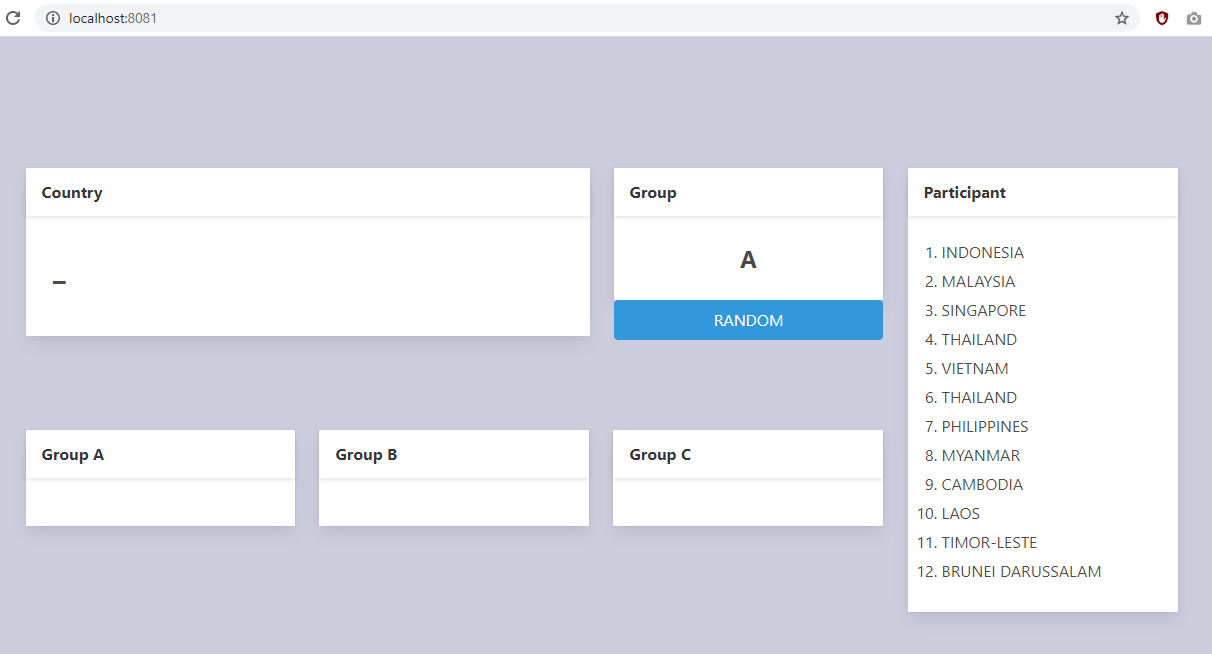 localhost:8081
Country
–
Group
A
RANDOM
Participant
1. INDONESIA
2. MALAYSIA
3. SINGAPORE
4. THAILAND
5. VIETNAM
6. THAILAND
7. PHILIPPINES
8. MYANMAR
9. CAMBODIA
10. LAOS
11. TIMOR-LESTE
12. BRUNEI DARUSSALAM
Group A
Group B
Group C